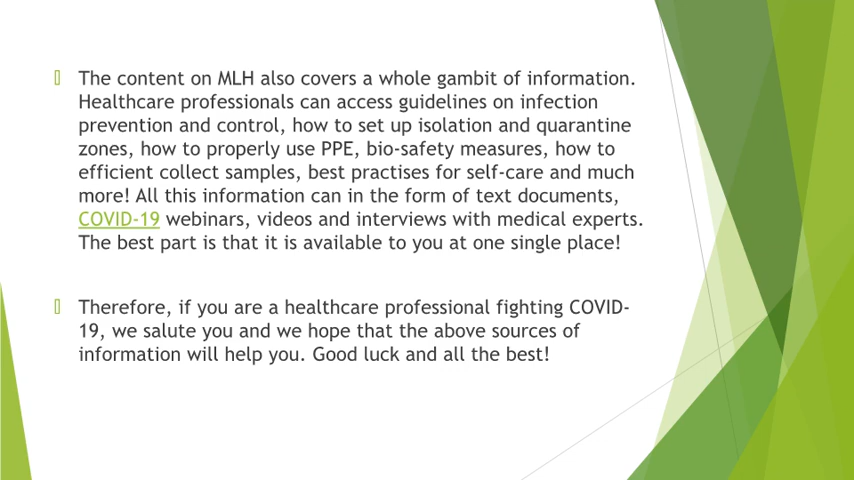 The content on MLH also covers a whole gambit of information.
Healthcare professionals can access guidelines on infection
prevention and control, how to set up isolation and quarantine
zones, how to properly use PPE, bio-safety measures, how to
efficient collect samples, best practises for self-care and much
more! All this information can in the form of text documents,
COVID-19 webinars, videos and interviews with medical experts.
The best part is that it is available to you at one single place!
Therefore, if you are a healthcare professional fighting COVID-
19, we salute you and we hope that the above sources of
information will help you. Good luck and all the best!